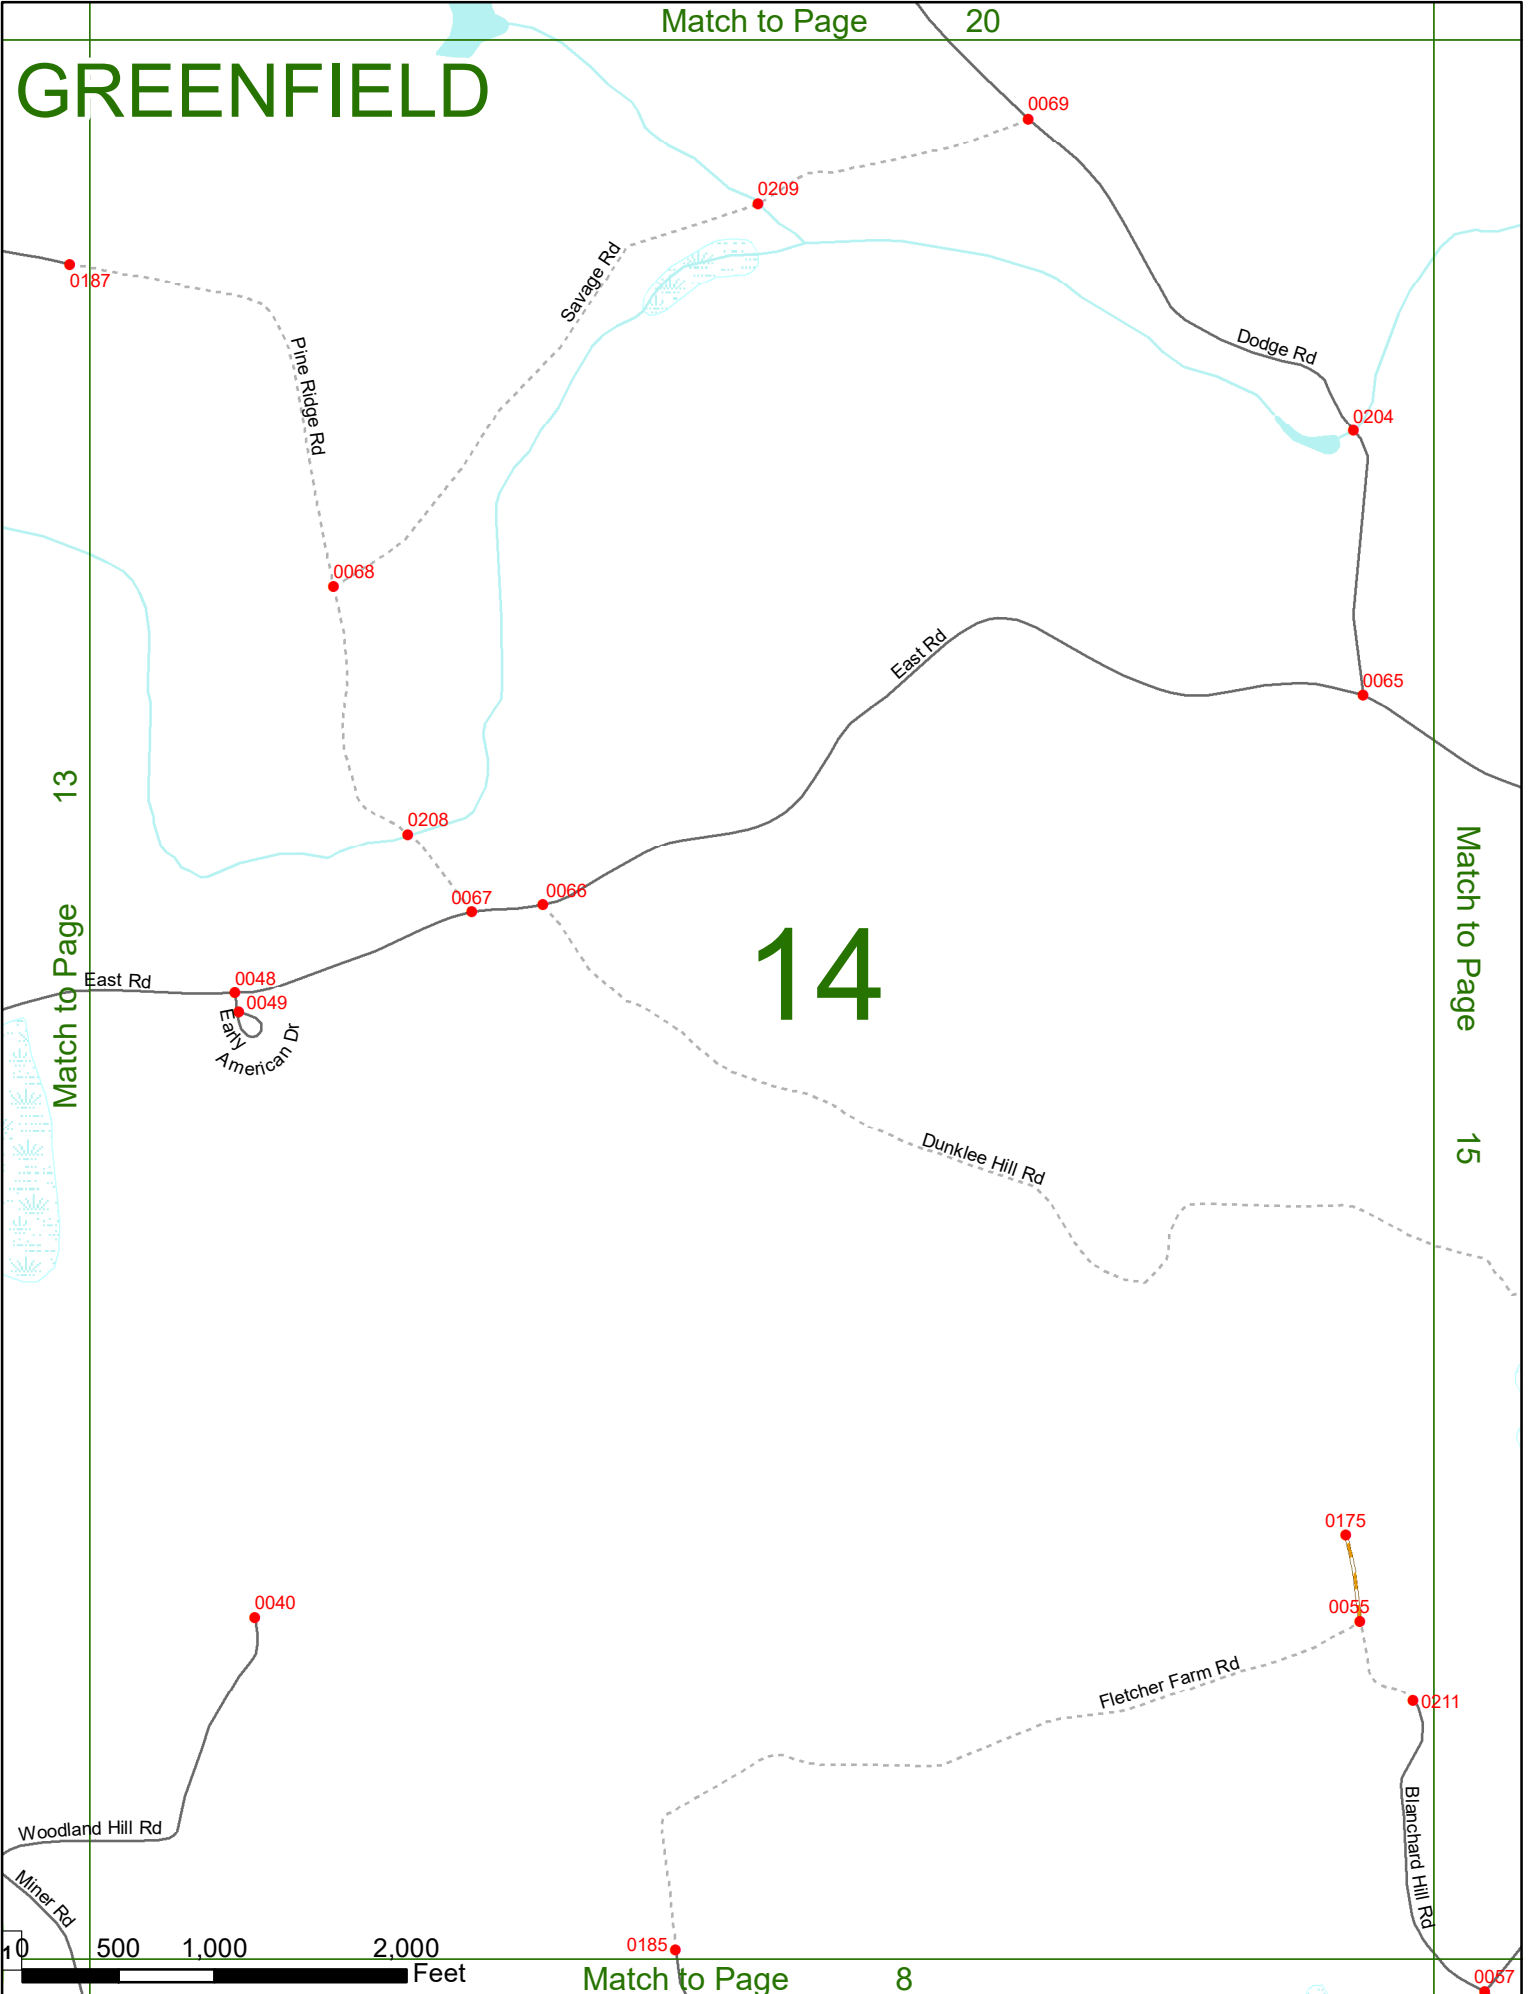 Match to Page 20
GREENFIELD
0069
0209
Savage Rd
0187
Pine Ridge Rd
Dodge Rd
0204
0068
East Rd
0065
13
Match to Page
0208
0067
0066
14
Match to Page
15
East Rd
0048
0049
Early
American Dr
Dunklee Hill Rd
0175
0055
0040
Fletcher Farm Rd
0211
Blanchard Hill Rd
Woodland Hill Rd
Miner Rd
0 500 1,000 2,000
Feet
0185
Match to Page 8
0057